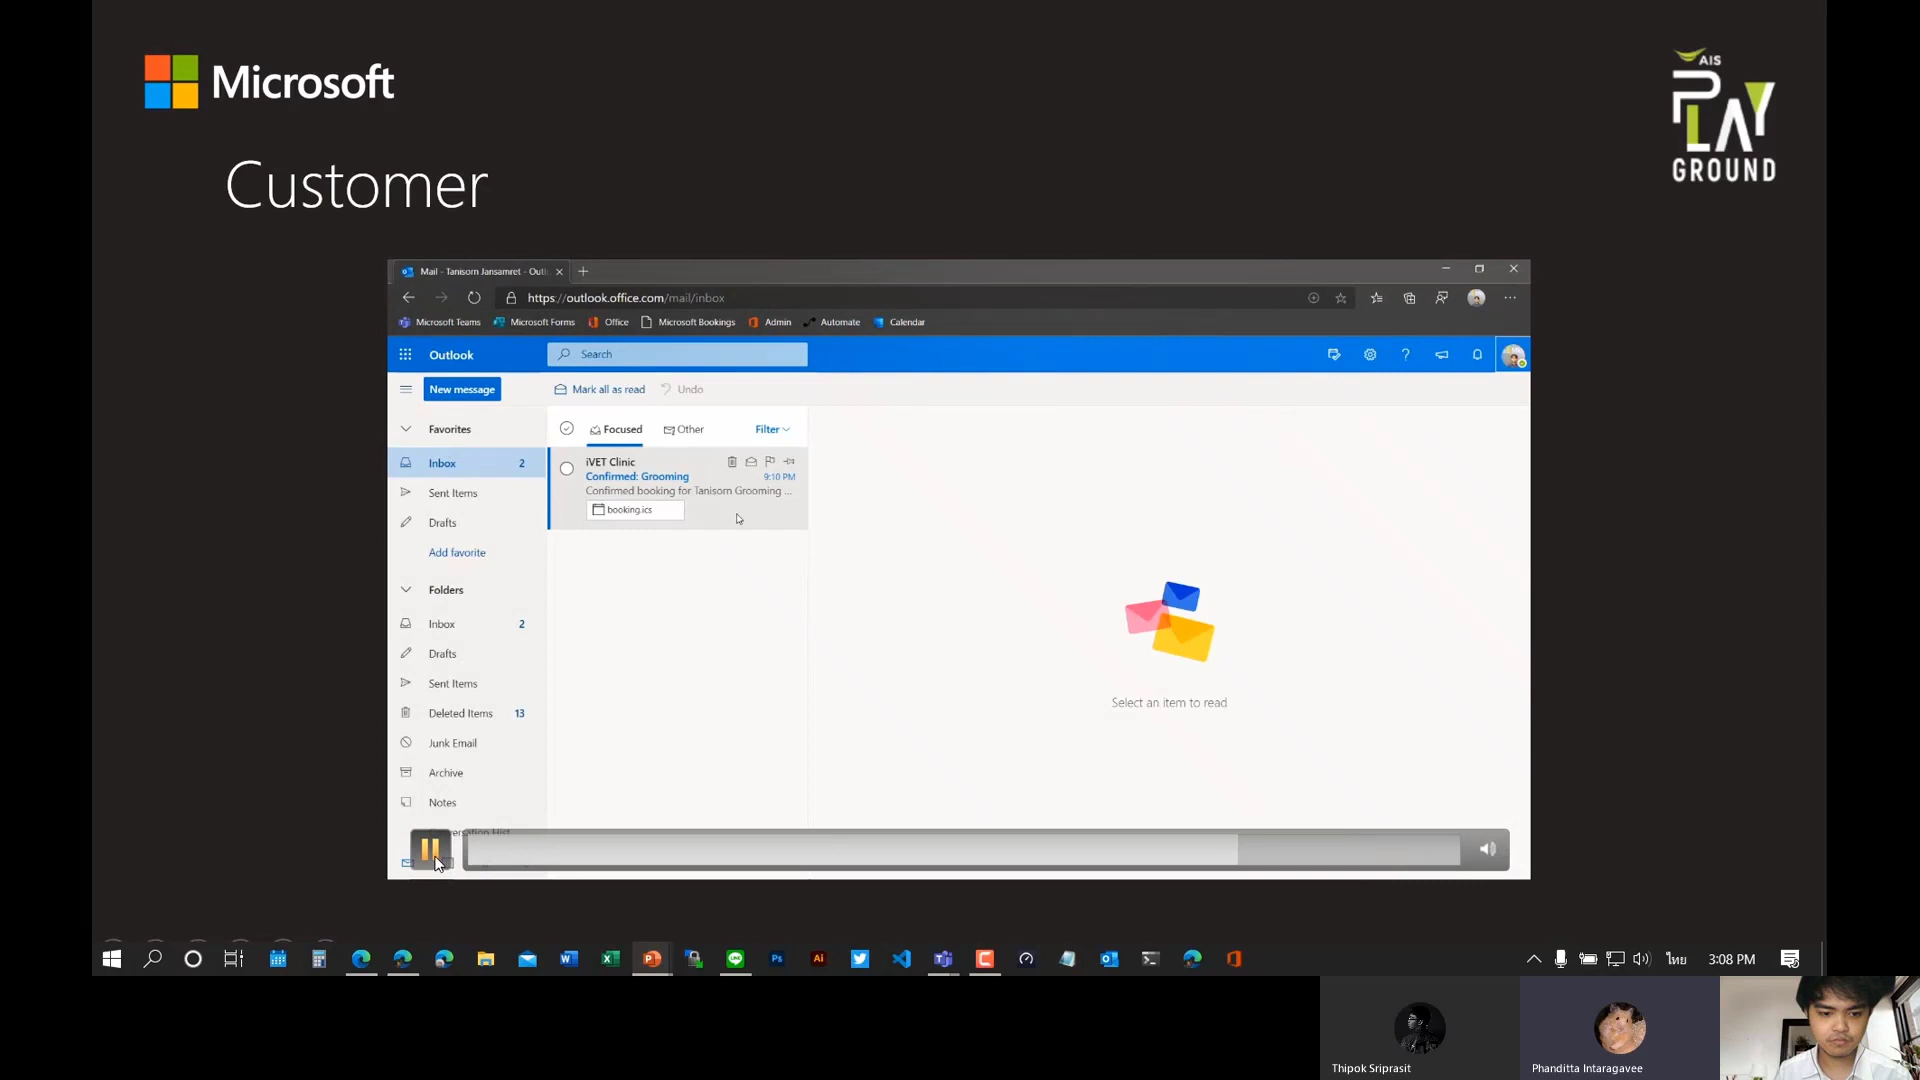 Microsoft
AIS
PLAY
GROUND
Customer
Mail - Tanisorn Jansamret - Outl
https://outlook.office.com/mail/inbox
Microsoft Teams
Microsoft Forms
Office
Microsoft Bookings
Admin
Automate
Calendar
Outlook
Search
New message
Mark all as read
Undo
Favorites
Focused
Other
Filter
Inbox 2
iVET Clinic
Confirmed: Grooming 9:10 PM
Confirmed booking for Tanisorn Grooming ...
booking.ics
Sent Items
Drafts
Add favorite
Folders
Inbox 2
Drafts
Sent Items
Deleted Items 13
Junk Email
Archive
Notes
Select an item to read
Ps
Ai
ไทย
3:08 PM
Thipok Sriprasit
Phanditta Intaragavee